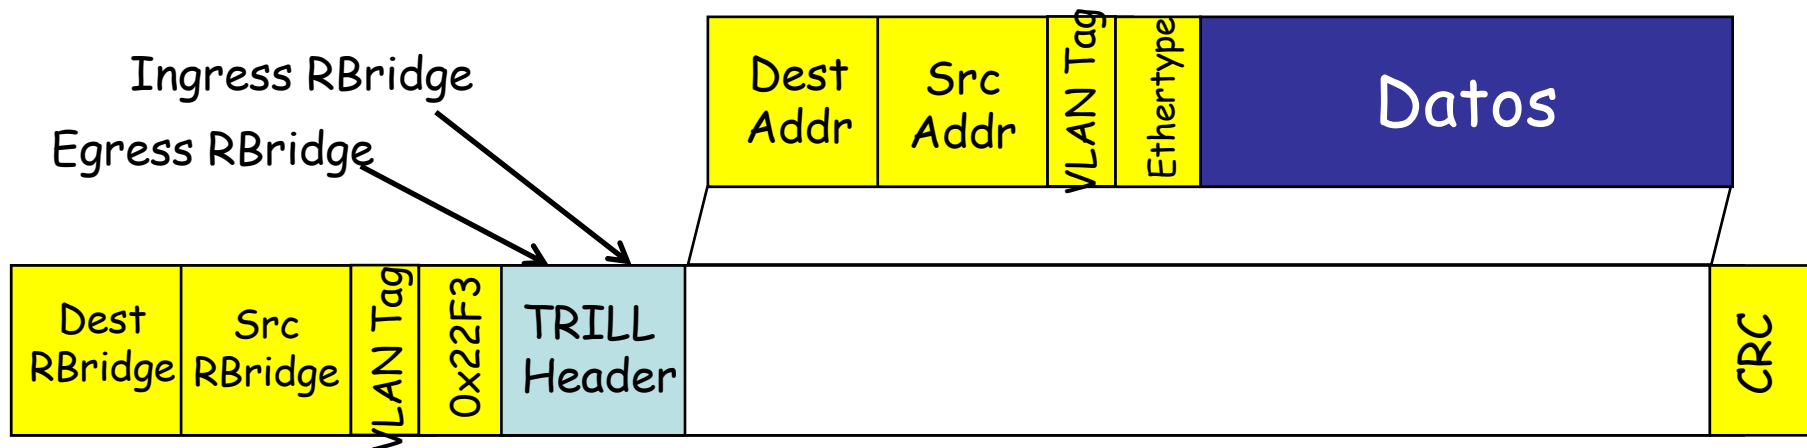 Ingress RBridge
Egress RBridge
Dest
Addr
Src
Addr
VLAN Tag
Ethertype
Datos
Dest
RBridge
Src
RBridge
VLAN Tag
0x22F3
TRILL
Header
CRC